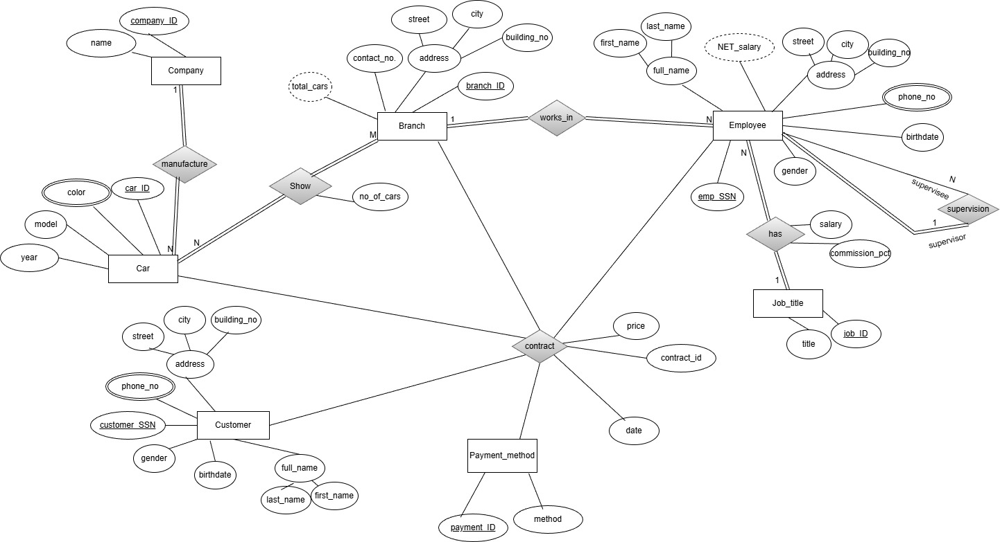 company_ID
name
Company
1
manufacture
color
car_ID
model
year
N
Car
street
city
building_no
contact_no.
address
total_cars
branch_ID
Branch
1
M
works_in
Show
no_of_cars
N
last_name
first_name
full_name
NET_salary
street
city
building_no
address
phone_no
birthdate
N
Employee
N
gender
emp_SSN
N
supervisee
supervision
1
supervisor
has
salary
commission_pct
1
Job_title
job_ID
title
contract
price
contract_id
date
city
building_no
street
address
phone_no
customer_SSN
Customer
gender
birthdate
full_name
last_name
first_name
Payment_method
payment_ID
method